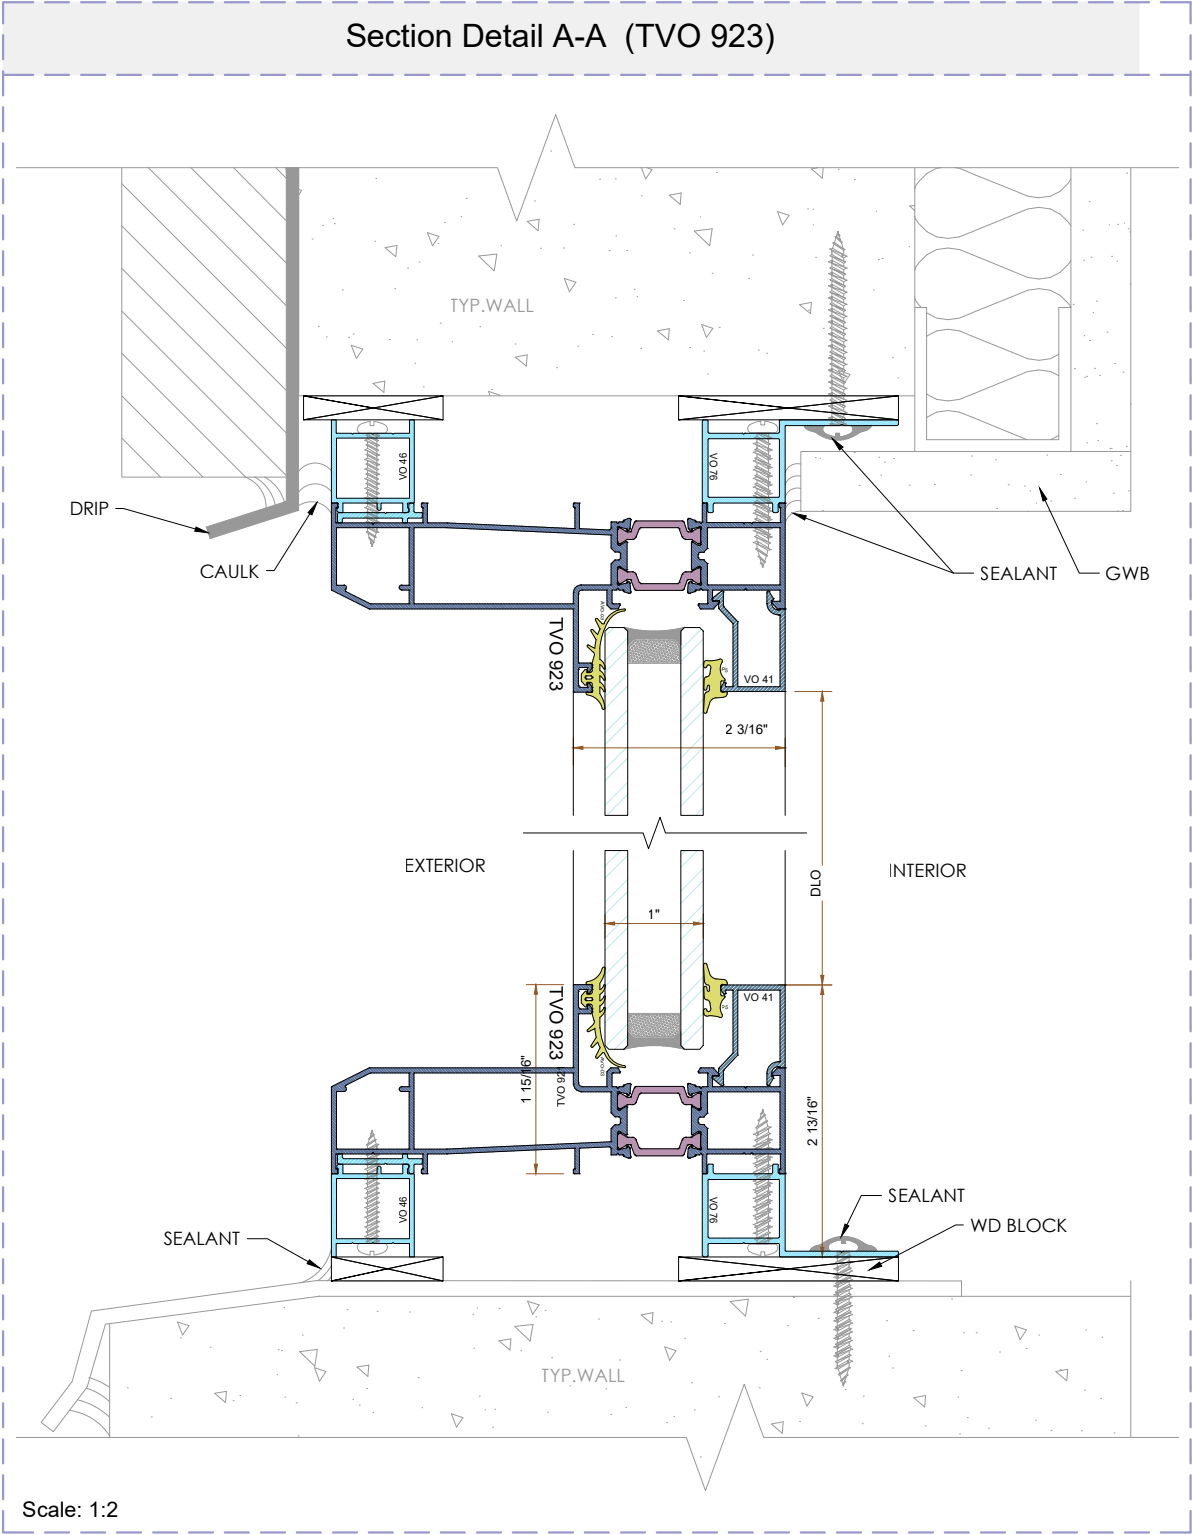 Section Detail A-A (TVO 923)
TYP.WALL
VO 46
VO 76
DRIP
CAULK
SEALANT
GWB
TVO 923
VO 41
2 3/16"
EXTERIOR
INTERIOR
DLO
1"
VO 41
TVO 923
1 15/16"
2 13/16"
VO 46
VO 76
SEALANT
SEALANT
WD BLOCK
TYP.WALL
Scale: 1:2